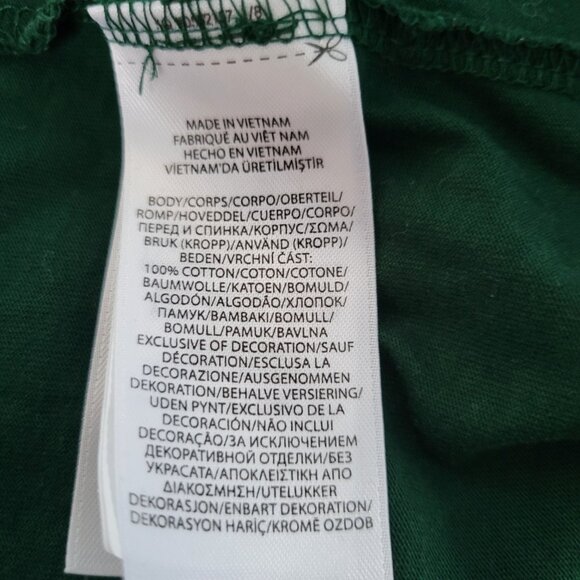 MADE IN VIETNAM
FABRIQUÉ AU VIÊT NAM
HECHO EN VIETNAM
VIETNAM'DA ÜRETİLMİŞTİR
BODY/CORPS/CORPO/OBERTEIL/
ROMP/HOVEDDEL/CUERPO/CORPO/
ПЕРЕД И СПИНКА/КОРПУС/ΣΩΜΑ/
BRUK (KROPP)/ANVÄND (KROPP)/
BEDEN/VRCHNÍ ČÁST:
100% COTTON/COTON/COTONE/
BAUMWOLLE/KATOEN/BOMULD/
ALGODÓN/ALGODÃO/ХЛОПОК/
ПАМУК/ΒΑΜΒΑΚΙ/BOMULL/
BOMULL/PAMUK/BAVLNA
EXCLUSIVE OF DECORATION/SAUF
DÉCORATION/ESCLUSA LA
DECORAZIONE/AUSGENOMMEN
DEKORATION/BEHALVE VERSIERING/
UDEN PYNT/EXCLUSIVO DE LA
DECORACIÓN/NÃO INCLUI
DECORAÇÃO/ЗА ИСКЛЮЧЕНИЕМ
ДЕКОРАТИВНОЙ ОТДЕЛКИ/БЕЗ
УКРАСАТА/ΑΠΟΚΛΕΙΣΤΙΚΗ ΑΠΟ
ΔΙΑΚΟΣΜΗΣΗ/UTELUKKER
DEKORASJON/ENBART DEKORATION/
DEKORASYON HARİÇ/KROMĚ OZDOB